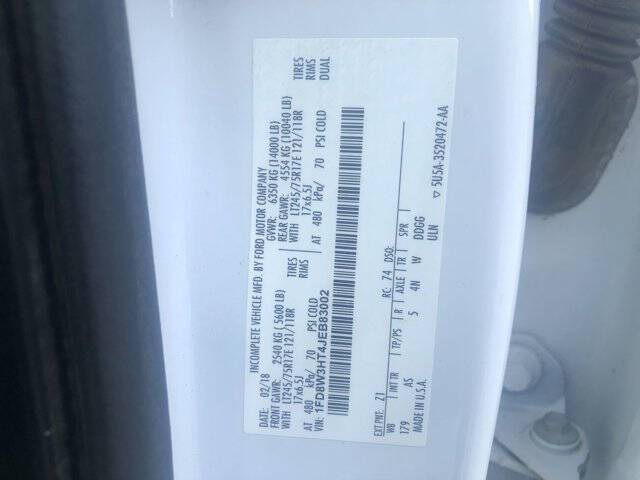 INCOMPLETE VEHICLE MFD. BY FORD MOTOR COMPANY
DATE: 02/18 GVWR: 6350 KG (14000 LB)
FRONT GAWR: 2540 KG (5600 LB) REAR GAWR: 4554 KG (10040 LB)
WITH LT245/75R17E 121/118R TIRES WITH LT245/75R17E 121/118R TIRES
17x6.5J RIMS 17x6.5J RIMS
AT 480 kPa/ 70 PSI COLD AT 480 kPa/ 70 PSI COLD DUAL
VIN: 1FD8W3HT4JEB83002
EXT PNT: Z1 RC: 74 DSO:
WB INT TR TP/PS R AXLE TR SPR
179 AS 5 4N W DDGG
MADE IN U.S.A. ULN
▽ 5U5A-3520472-AA